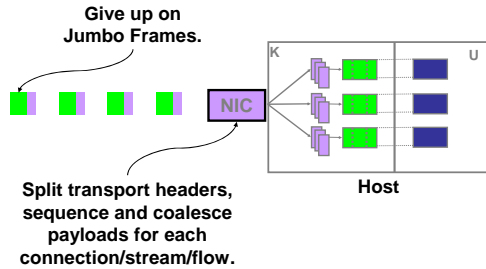 Give up on
Jumbo Frames.
K
U
NIC
Host
Split transport headers,
sequence and coalesce
payloads for each
connection/stream/flow.